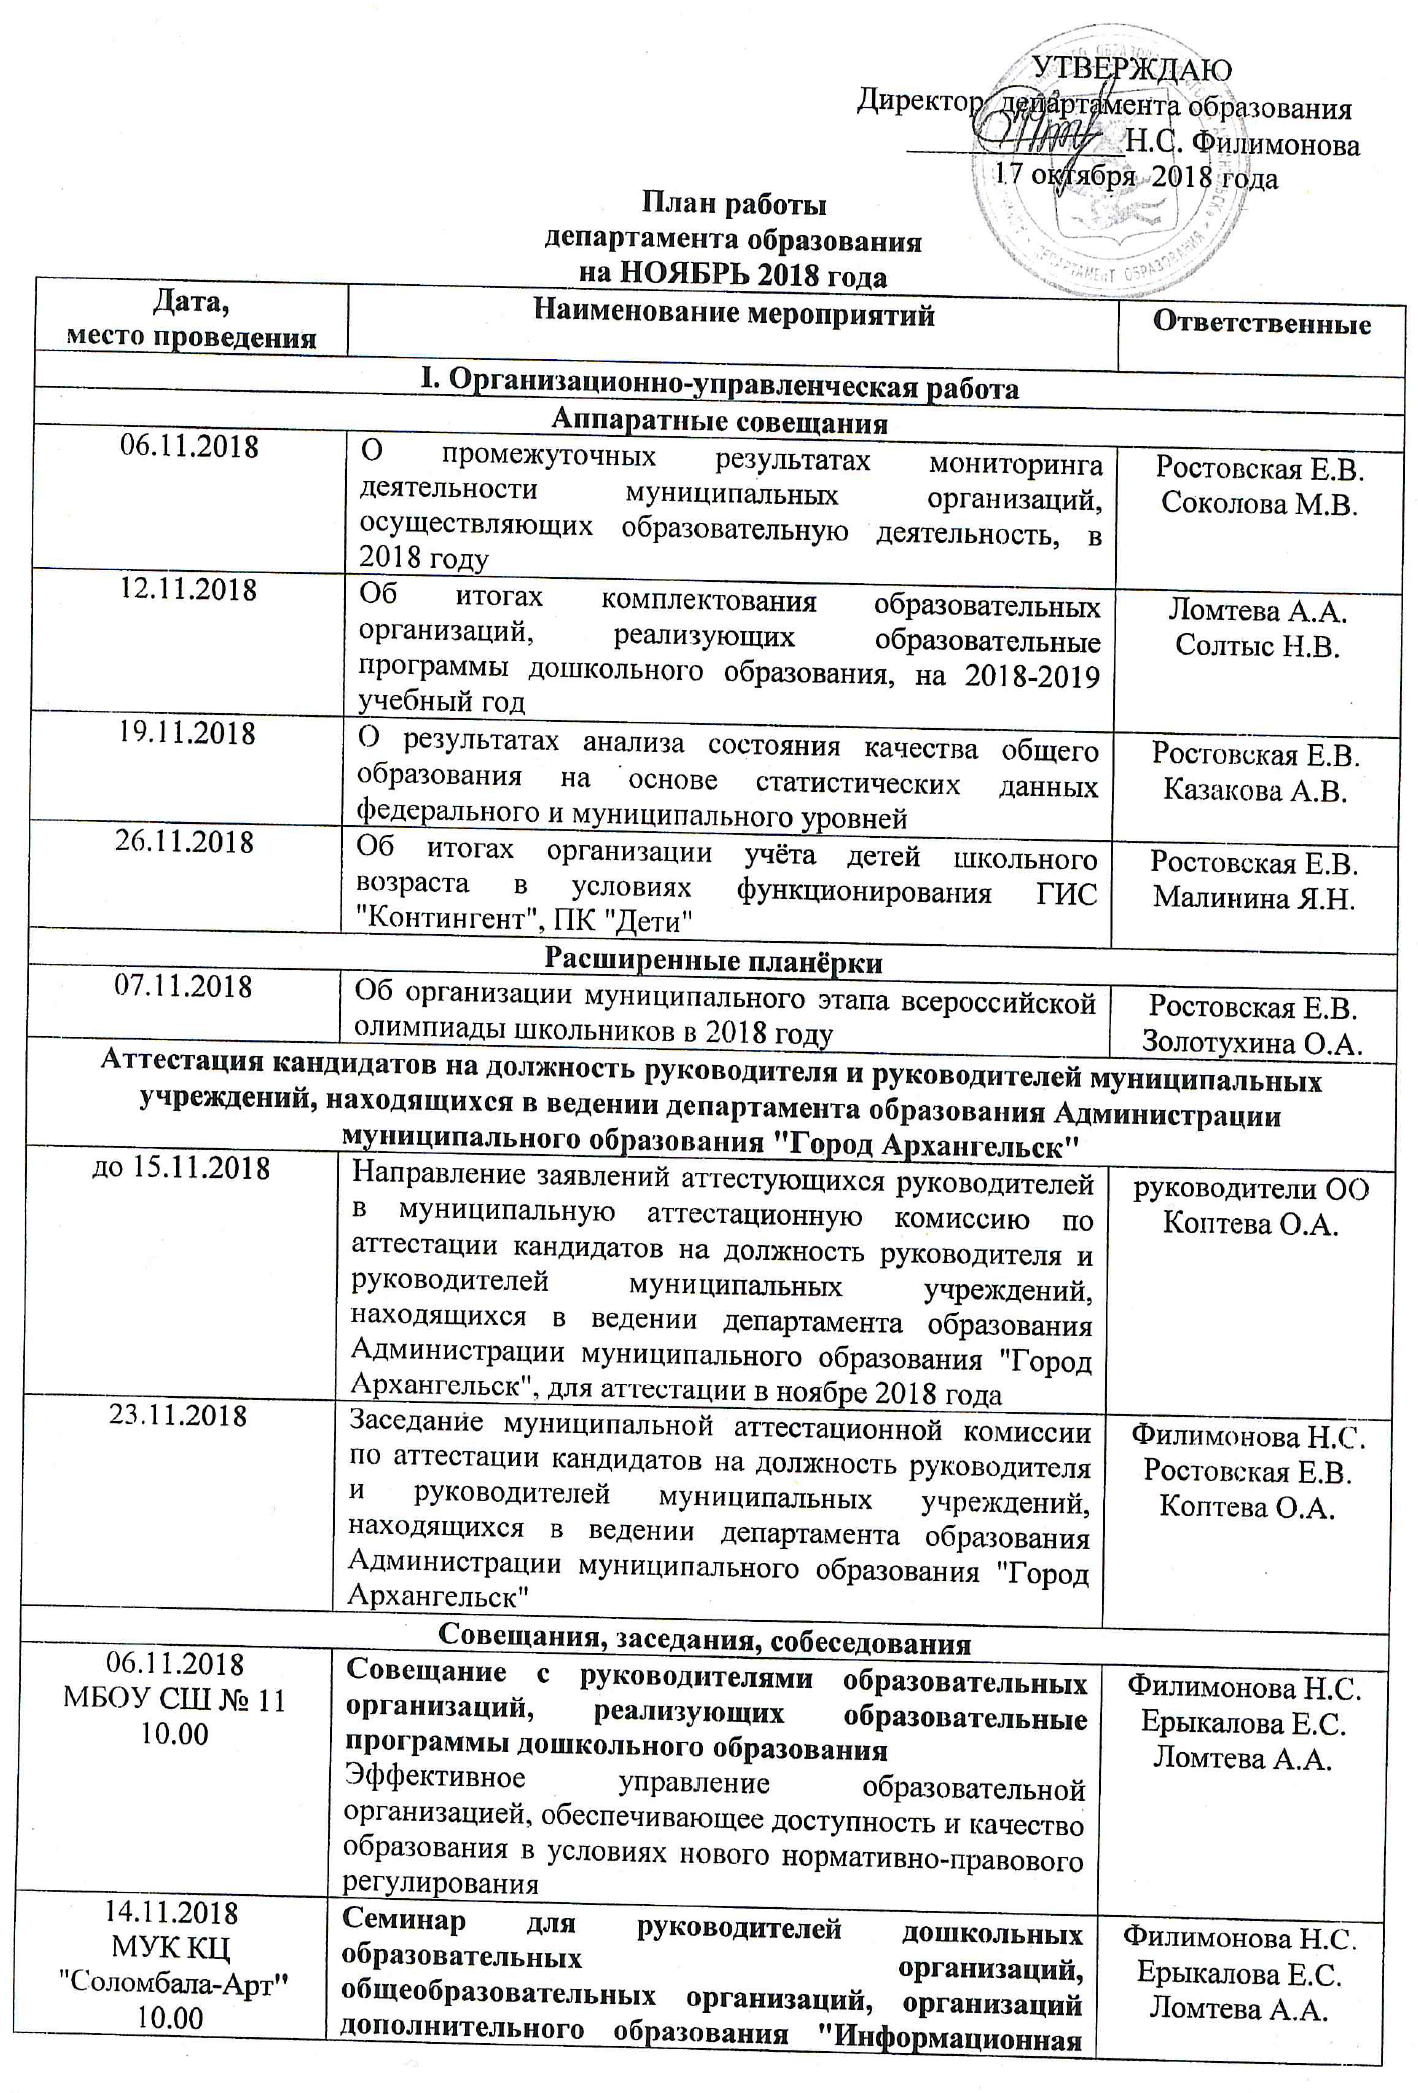 УТВЕРЖДАЮ
Директор департамента образования
Н.С. Филимонова
17 октября 2018 года
План работы
департамента образования
на НОЯБРЬ 2018 года
Дата,
место проведения
Наименование мероприятий
Ответственные
I. Организационно-управленческая работа
Аппаратные совещания
06.11.2018
О промежуточных результатах мониторинга
деятельности муниципальных организаций,
осуществляющих образовательную деятельность, в
2018 году
Ростовская Е.В.
Соколова М.В.
12.11.2018
Об итогах комплектования образовательных
организаций, реализующих образовательные
программы дошкольного образования, на 2018-2019
учебный год
Ломтева А.А.
Солтыс Н.В.
19.11.2018
О результатах анализа состояния качества общего
образования на основе статистических данных
федерального и муниципального уровней
Ростовская Е.В.
Казакова А.В.
26.11.2018
Об итогах организации учёта детей школьного
возраста в условиях функционирования ГИС
"Контингент", ПК "Дети"
Ростовская Е.В.
Малинина Я.Н.
Расширенные планёрки
07.11.2018
Об организации муниципального этапа всероссийской
олимпиады школьников в 2018 году
Ростовская Е.В.
Золотухина О.А.
Аттестация кандидатов на должность руководителя и руководителей муниципальных
учреждений, находящихся в ведении департамента образования Администрации
муниципального образования "Город Архангельск"
до 15.11.2018
Направление заявлений аттестующихся руководителей
в муниципальную аттестационную комиссию по
аттестации кандидатов на должность руководителя и
руководителей муниципальных учреждений,
находящихся в ведении департамента образования
Администрации муниципального образования "Город
Архангельск", для аттестации в ноябре 2018 года
руководители ОО
Коптева О.А.
23.11.2018
Заседание муниципальной аттестационной комиссии
по аттестации кандидатов на должность руководителя
и руководителей муниципальных учреждений,
находящихся в ведении департамента образования
Администрации муниципального образования "Город
Архангельск"
Филимонова Н.С.
Ростовская Е.В.
Коптева О.А.
Совещания, заседания, собеседования
06.11.2018
МБОУ СШ № 11
10.00
Совещание с руководителями образовательных
организаций, реализующих образовательные
программы дошкольного образования
Эффективное управление образовательной
организацией, обеспечивающее доступность и качество
образования в условиях нового нормативно-правового
регулирования
Филимонова Н.С.
Ерыкалова Е.С.
Ломтева А.А.
14.11.2018
МУК КЦ
"Соломбала-Арт"
10.00
Семинар для руководителей дошкольных
образовательных организаций,
общеобразовательных организаций, организаций
дополнительного образования "Информационная
Филимонова Н.С.
Ерыкалова Е.С.
Ломтева А.А.
ДЕПАРТАМЕНТ ОБРАЗОВАНИЯ